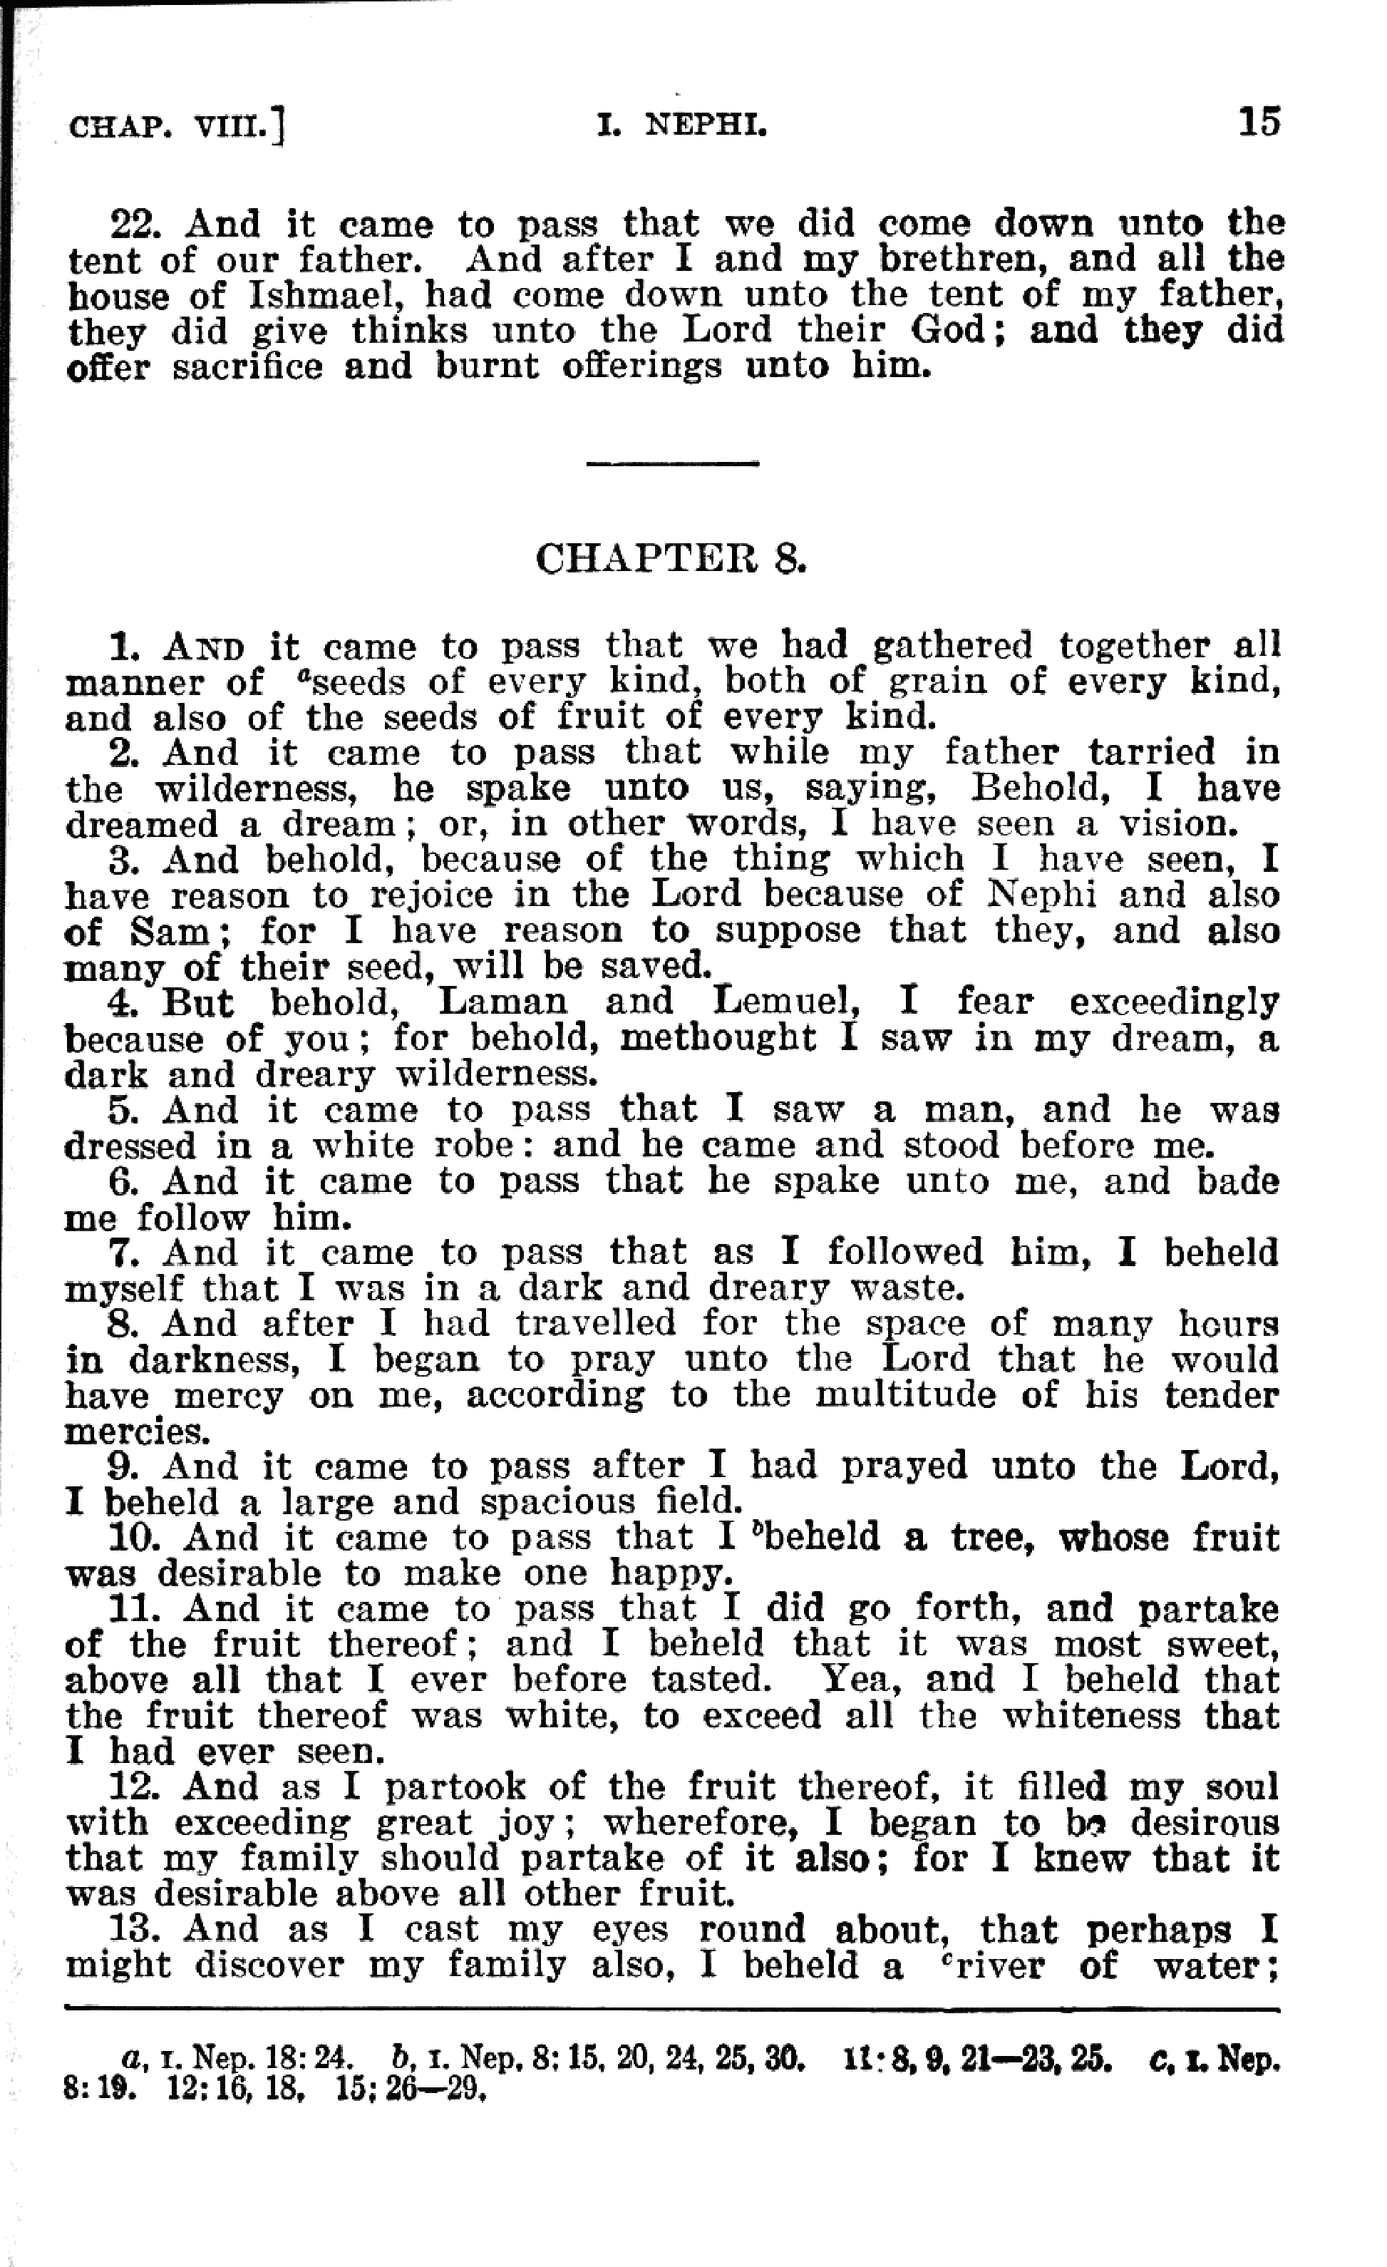 CHAP. VIII.] I. NEPHI. 15
22. And it came to pass that we did come down unto the
tent of our father. And after I and my brethren, and all the
house of Ishmael, had come down unto the tent of my father,
they did give thinks unto the Lord their God; and they did
offer sacrifice and burnt offerings unto him.
CHAPTER 8.
1. AND it came to pass that we had gathered together all
manner of aseeds of every kind, both of grain of every kind,
and also of the seeds of fruit of every kind.
2. And it came to pass that while my father tarried in
the wilderness, he spake unto us, saying, Behold, I have
dreamed a dream; or, in other words, I have seen a vision.
3. And behold, because of the thing which I have seen, I
have reason to rejoice in the Lord because of Nephi and also
of Sam; for I have reason to suppose that they, and also
many of their seed, will be saved.
4. But behold, Laman and Lemuel, I fear exceedingly
because of you; for behold, methought I saw in my dream, a
dark and dreary wilderness.
5. And it came to pass that I saw a man, and he was
dressed in a white robe: and he came and stood before me.
6. And it came to pass that he spake unto me, and bade
me follow him.
7. And it came to pass that as I followed him, I beheld
myself that I was in a dark and dreary waste.
8. And after I had travelled for the space of many hours
in darkness, I began to pray unto the Lord that he would
have mercy on me, according to the multitude of his tender
mercies.
9. And it came to pass after I had prayed unto the Lord,
I beheld a large and spacious field.
10. And it came to pass that I bbeheld a tree, whose fruit
was desirable to make one happy.
11. And it came to pass that I did go forth, and partake
of the fruit thereof; and I beheld that it was most sweet,
above all that I ever before tasted. Yea, and I beheld that
the fruit thereof was white, to exceed all the whiteness that
I had ever seen.
12. And as I partook of the fruit thereof, it filled my soul
with exceeding great joy; wherefore, I began to be desirous
that my family should partake of it also; for I knew that it
was desirable above all other fruit.
13. And as I cast my eyes round about, that perhaps I
might discover my family also, I beheld a criver of water;
a, I. Nep. 18: 24. b, I. Nep. 8: 15, 20, 24, 25, 30. 11: 8, 9, 21—23, 25. c, I. Nep.
8: 19. 12: 16, 18. 15: 26—29.